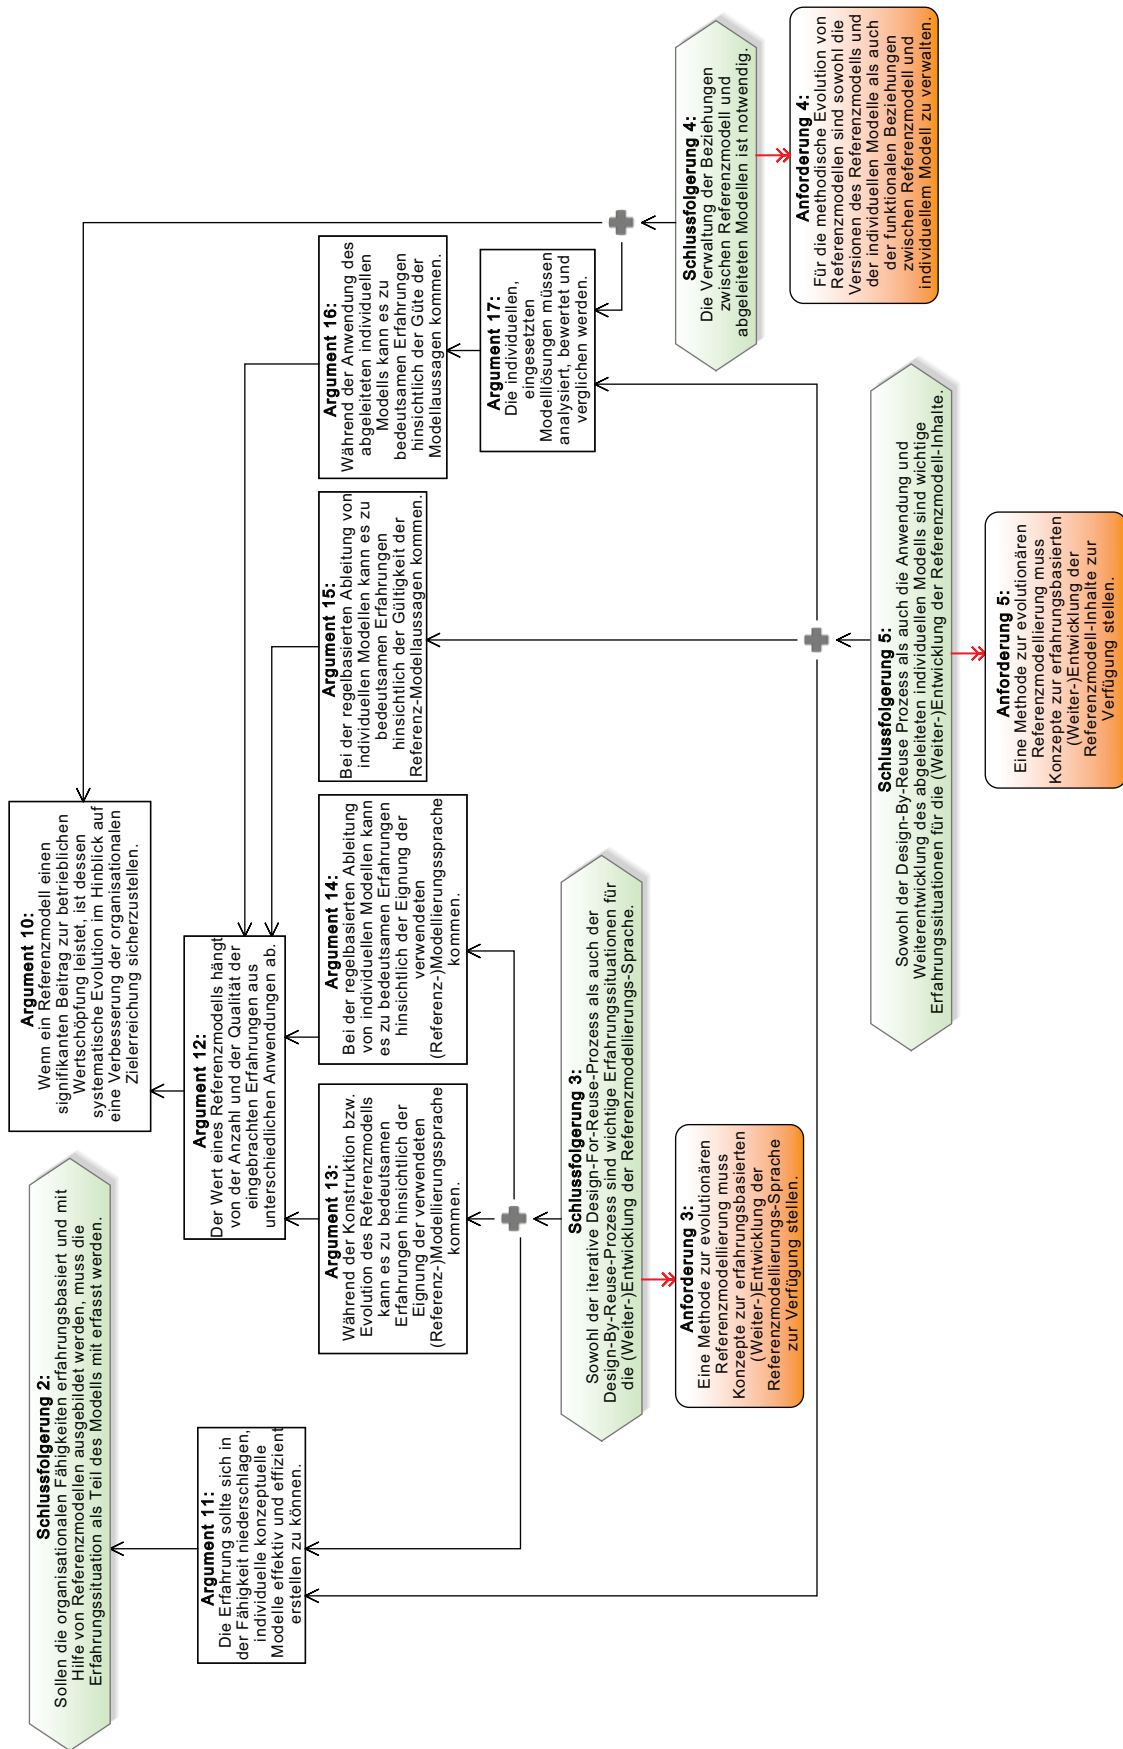 Schlussfolgerung 2:
Sollen die organisationalen Fähigkeiten erfahrungsbasiert und mit
Hilfe von Referenzmodellen ausgebildet werden, muss die
Erfahrungssituation als Teil des Modells mit erfasst werden.
Argument 10:
Wenn ein Referenzmodell einen
signifikanten Beitrag zur betrieblichen
Wertschöpfung leistet, ist dessen
systematische Evolution im Hinblick auf
eine Verbesserung der organisationalen
Zielerreichung sicherzustellen.
Argument 11:
Die Erfahrung sollte sich in
der Fähigkeit niederschlagen,
individuelle konzeptuelle
Modelle effektiv und effizient
erstellen zu können.
Argument 12:
Der Wert eines Referenzmodells hängt
von der Anzahl und der Qualität der
eingebrachten Erfahrungen aus
unterschiedlichen Anwendungen ab.
Argument 13:
Während der Konstruktion bzw.
Evolution des Referenzmodells
kann es zu bedeutsamen
Erfahrungen hinsichtlich der
Eignung der verwendeten
(Referenz-)Modellierungssprache
kommen.
Argument 14:
Bei der regelbasierten Ableitung
von individuellen Modellen kann
es zu bedeutsamen Erfahrungen
hinsichtlich der Eignung der
verwendeten
(Referenz-)Modellierungssprache
kommen.
Argument 15:
Bei der regelbasierten Ableitung von
individuellen Modellen kann es zu
bedeutsamen Erfahrungen
hinsichtlich der Gültigkeit der
Referenz-Modellaussagen kommen.
Argument 16:
Während der Anwendung des
abgeleiteten individuellen
Modells kann es zu
bedeutsamen Erfahrungen
hinsichtlich der Güte der
Modellaussagen kommen.
Argument 17:
Die individuellen,
eingesetzten
Modelllösungen müssen
analysiert, bewertet und
verglichen werden.
Schlussfolgerung 3:
Sowohl der iterative Design-For-Reuse-Prozess als auch der
Design-By-Reuse-Prozess sind wichtige Erfahrungssituationen für
die (Weiter-)Entwicklung der Referenzmodellierungs-Sprache.
Anforderung 3:
Eine Methode zur evolutionären
Referenzmodellierung muss
Konzepte zur erfahrungsbasierten
(Weiter-)Entwicklung der
Referenzmodellierungs-Sprache
zur Verfügung stellen.
Schlussfolgerung 4:
Die Verwaltung der Beziehungen
zwischen Referenzmodell und
abgeleiteten Modellen ist notwendig.
Anforderung 4:
Für die methodische Evolution von
Referenzmodellen sind sowohl die
Versionen des Referenzmodells und
der individuellen Modelle als auch
der funktionalen Beziehungen
zwischen Referenzmodell und
individuellem Modell zu verwalten.
Schlussfolgerung 5:
Sowohl der Design-By-Reuse Prozess als auch die Anwendung und
Weiterentwicklung des abgeleiteten individuellen Modells sind wichtige
Erfahrungssituationen für die (Weiter-)Entwicklung der Referenzmodell-Inhalte.
Anforderung 5:
Eine Methode zur evolutionären
Referenzmodellierung muss
Konzepte zur erfahrungsbasierten
(Weiter-)Entwicklung der
Referenzmodell-Inhalte zur
Verfügung stellen.